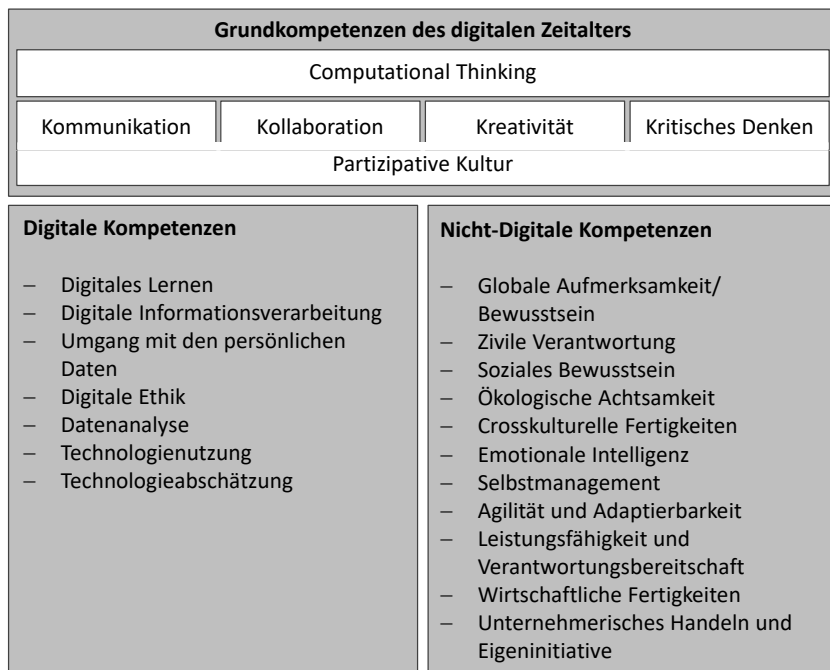 Grundkompetenzen des digitalen Zeitalters
Computational Thinking
Kommunikation
Kollaboration
Kreativität
Kritisches Denken
Partizipative Kultur
Digitale Kompetenzen
– Digitales Lernen
– Digitale Informationsverarbeitung
– Umgang mit den persönlichen
Daten
– Digitale Ethik
– Datenanalyse
– Technologienutzung
– Technologieabschätzung
Nicht-Digitale Kompetenzen
– Globale Aufmerksamkeit/
Bewusstsein
– Zivile Verantwortung
– Soziales Bewusstsein
– Ökologische Achtsamkeit
– Crosskulturelle Fertigkeiten
– Emotionale Intelligenz
– Selbstmanagement
– Agilität und Adaptierbarkeit
– Leistungsfähigkeit und
Verantwortungsbereitschaft
– Wirtschaftliche Fertigkeiten
– Unternehmerisches Handeln und
Eigeninitiative